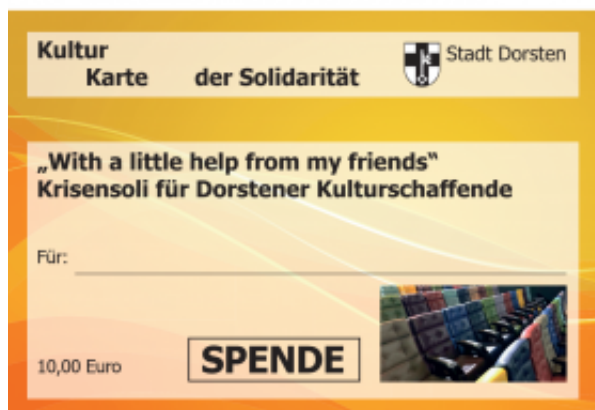 Kultur
Karte der Solidarität
Stadt Dorsten
„With a little help from my friends“
Krisensoli für Dorstener Kulturschaffende
Für:
10,00 Euro
SPENDE